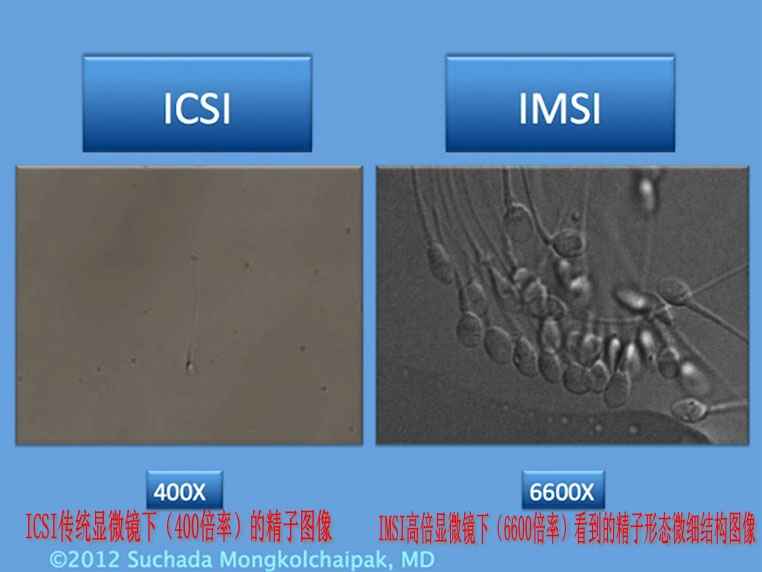 ICSI
IMSI
400X
6600X
ICSI传统显微镜下（400倍率）的精子图像
IMSI高倍显微镜下（6600倍率）看到的精子形态微细结构图像
©2012 Suchada Mongkolchaipak, MD